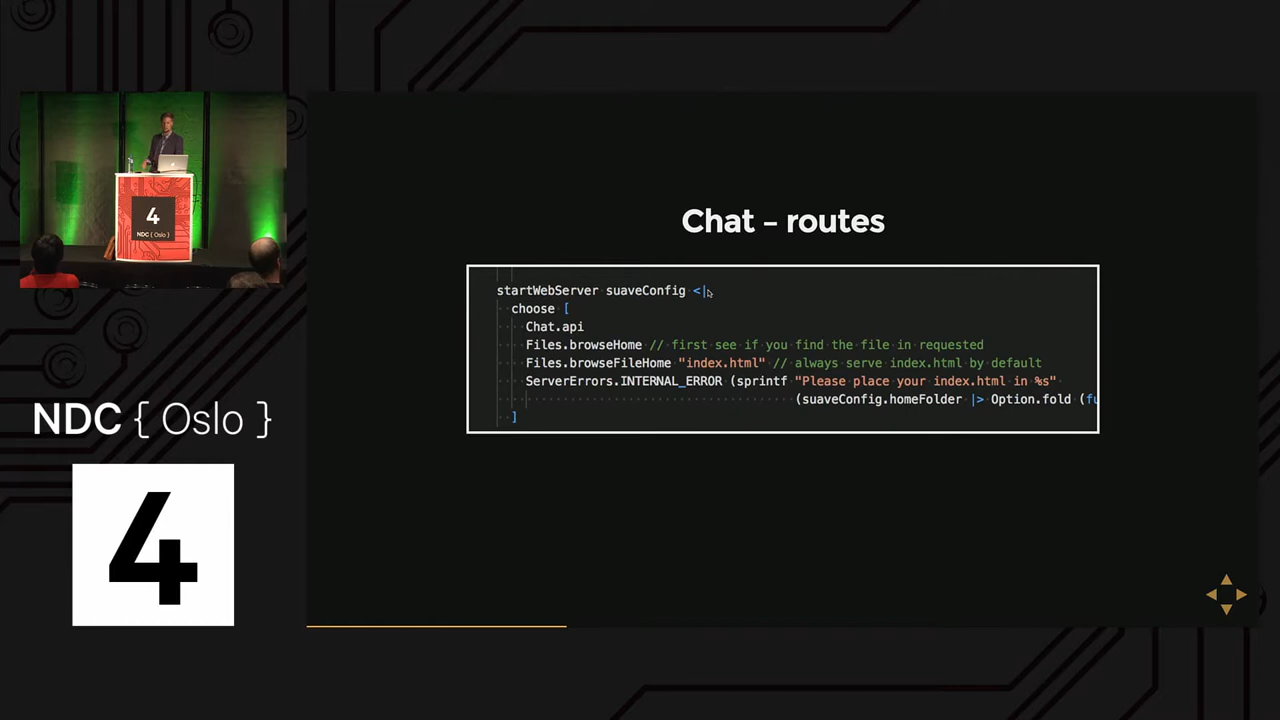 4
NDC { Oslo }
NDC { Oslo }
4
Chat – routes
startWebServer suaveConfig <|
choose [
Chat.api
Files.browseHome // first see if you find the file in requested
Files.browseFileHome "index.html" // always serve index.html by default
ServerErrors.INTERNAL_ERROR (sprintf "Please place your index.html in %s"
(suaveConfig.homeFolder |> Option.fold (fu
]